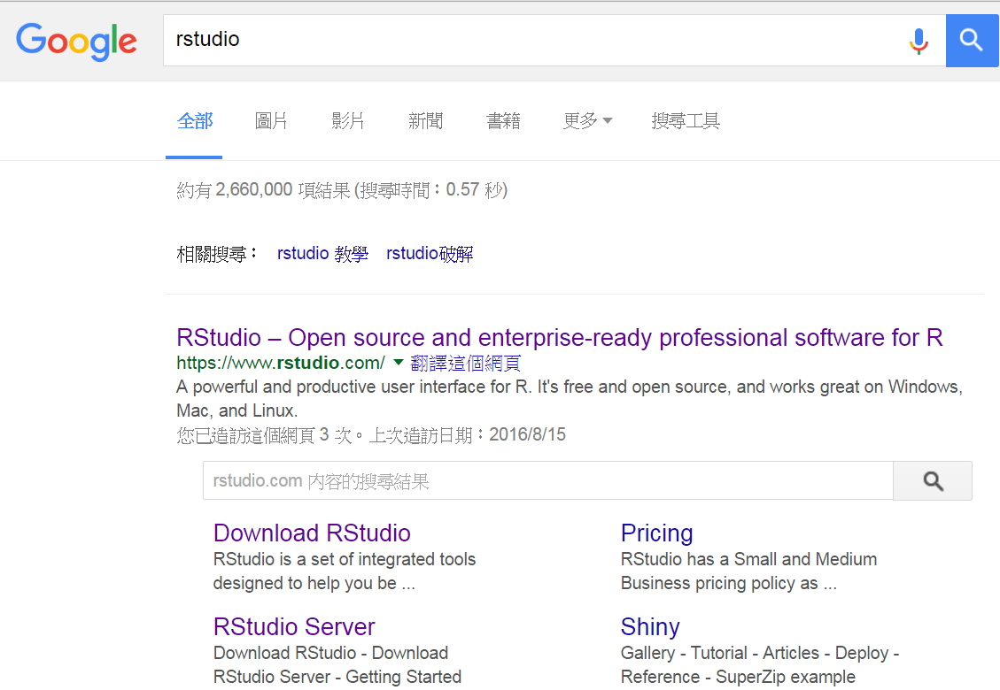 Google
rstudio
全部 圖片 影片 新聞 書籍 更多 搜尋工具
約有 2,660,000 項結果 (搜尋時間：0.57 秒)
相關搜尋： rstudio 教學 rstudio破解
RStudio – Open source and enterprise-ready professional software for R
https://www.rstudio.com/ 翻譯這個網頁
A powerful and productive user interface for R. It's free and open source, and works great on Windows,
Mac, and Linux.
您已造訪這個網頁 3 次。上次造訪日期：2016/8/15
rstudio.com 內容的搜尋結果
Download RStudio
RStudio is a set of integrated tools
designed to help you be ...
Pricing
RStudio has a Small and Medium
Business pricing policy as ...
RStudio Server
Download RStudio - Download
RStudio Server - Getting Started
Shiny
Gallery - Tutorial - Articles - Deploy -
Reference - SuperZip example